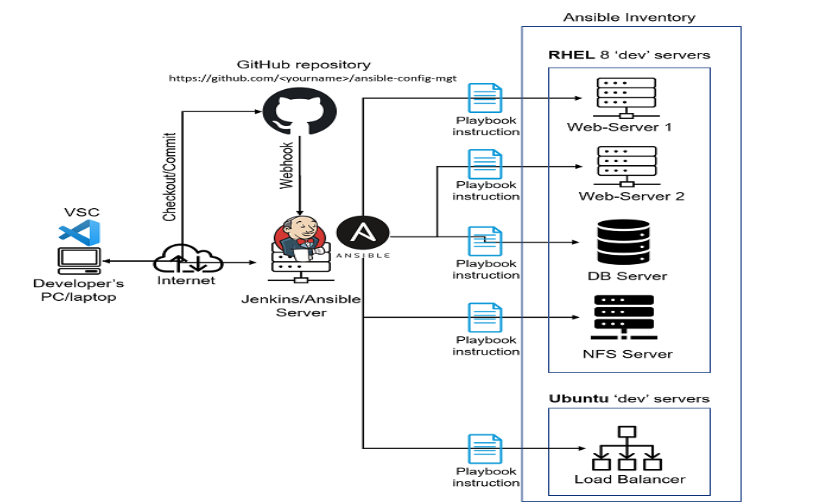 Ansible Inventory
GitHub repository
https://github.com/<yourname>/ansible-config-mgt
RHEL 8 ‘dev’ servers
Playbook
instruction
Web-Server 1
Checkout/Commit
Webhook
Playbook
instruction
Web-Server 2
VSC
ANSIBLE
Playbook
instruction
DB Server
Developer’s
PC/laptop
Internet
Jenkins/Ansible
Server
Playbook
instruction
NFS Server
Ubuntu ‘dev’ servers
Playbook
instruction
Load Balancer